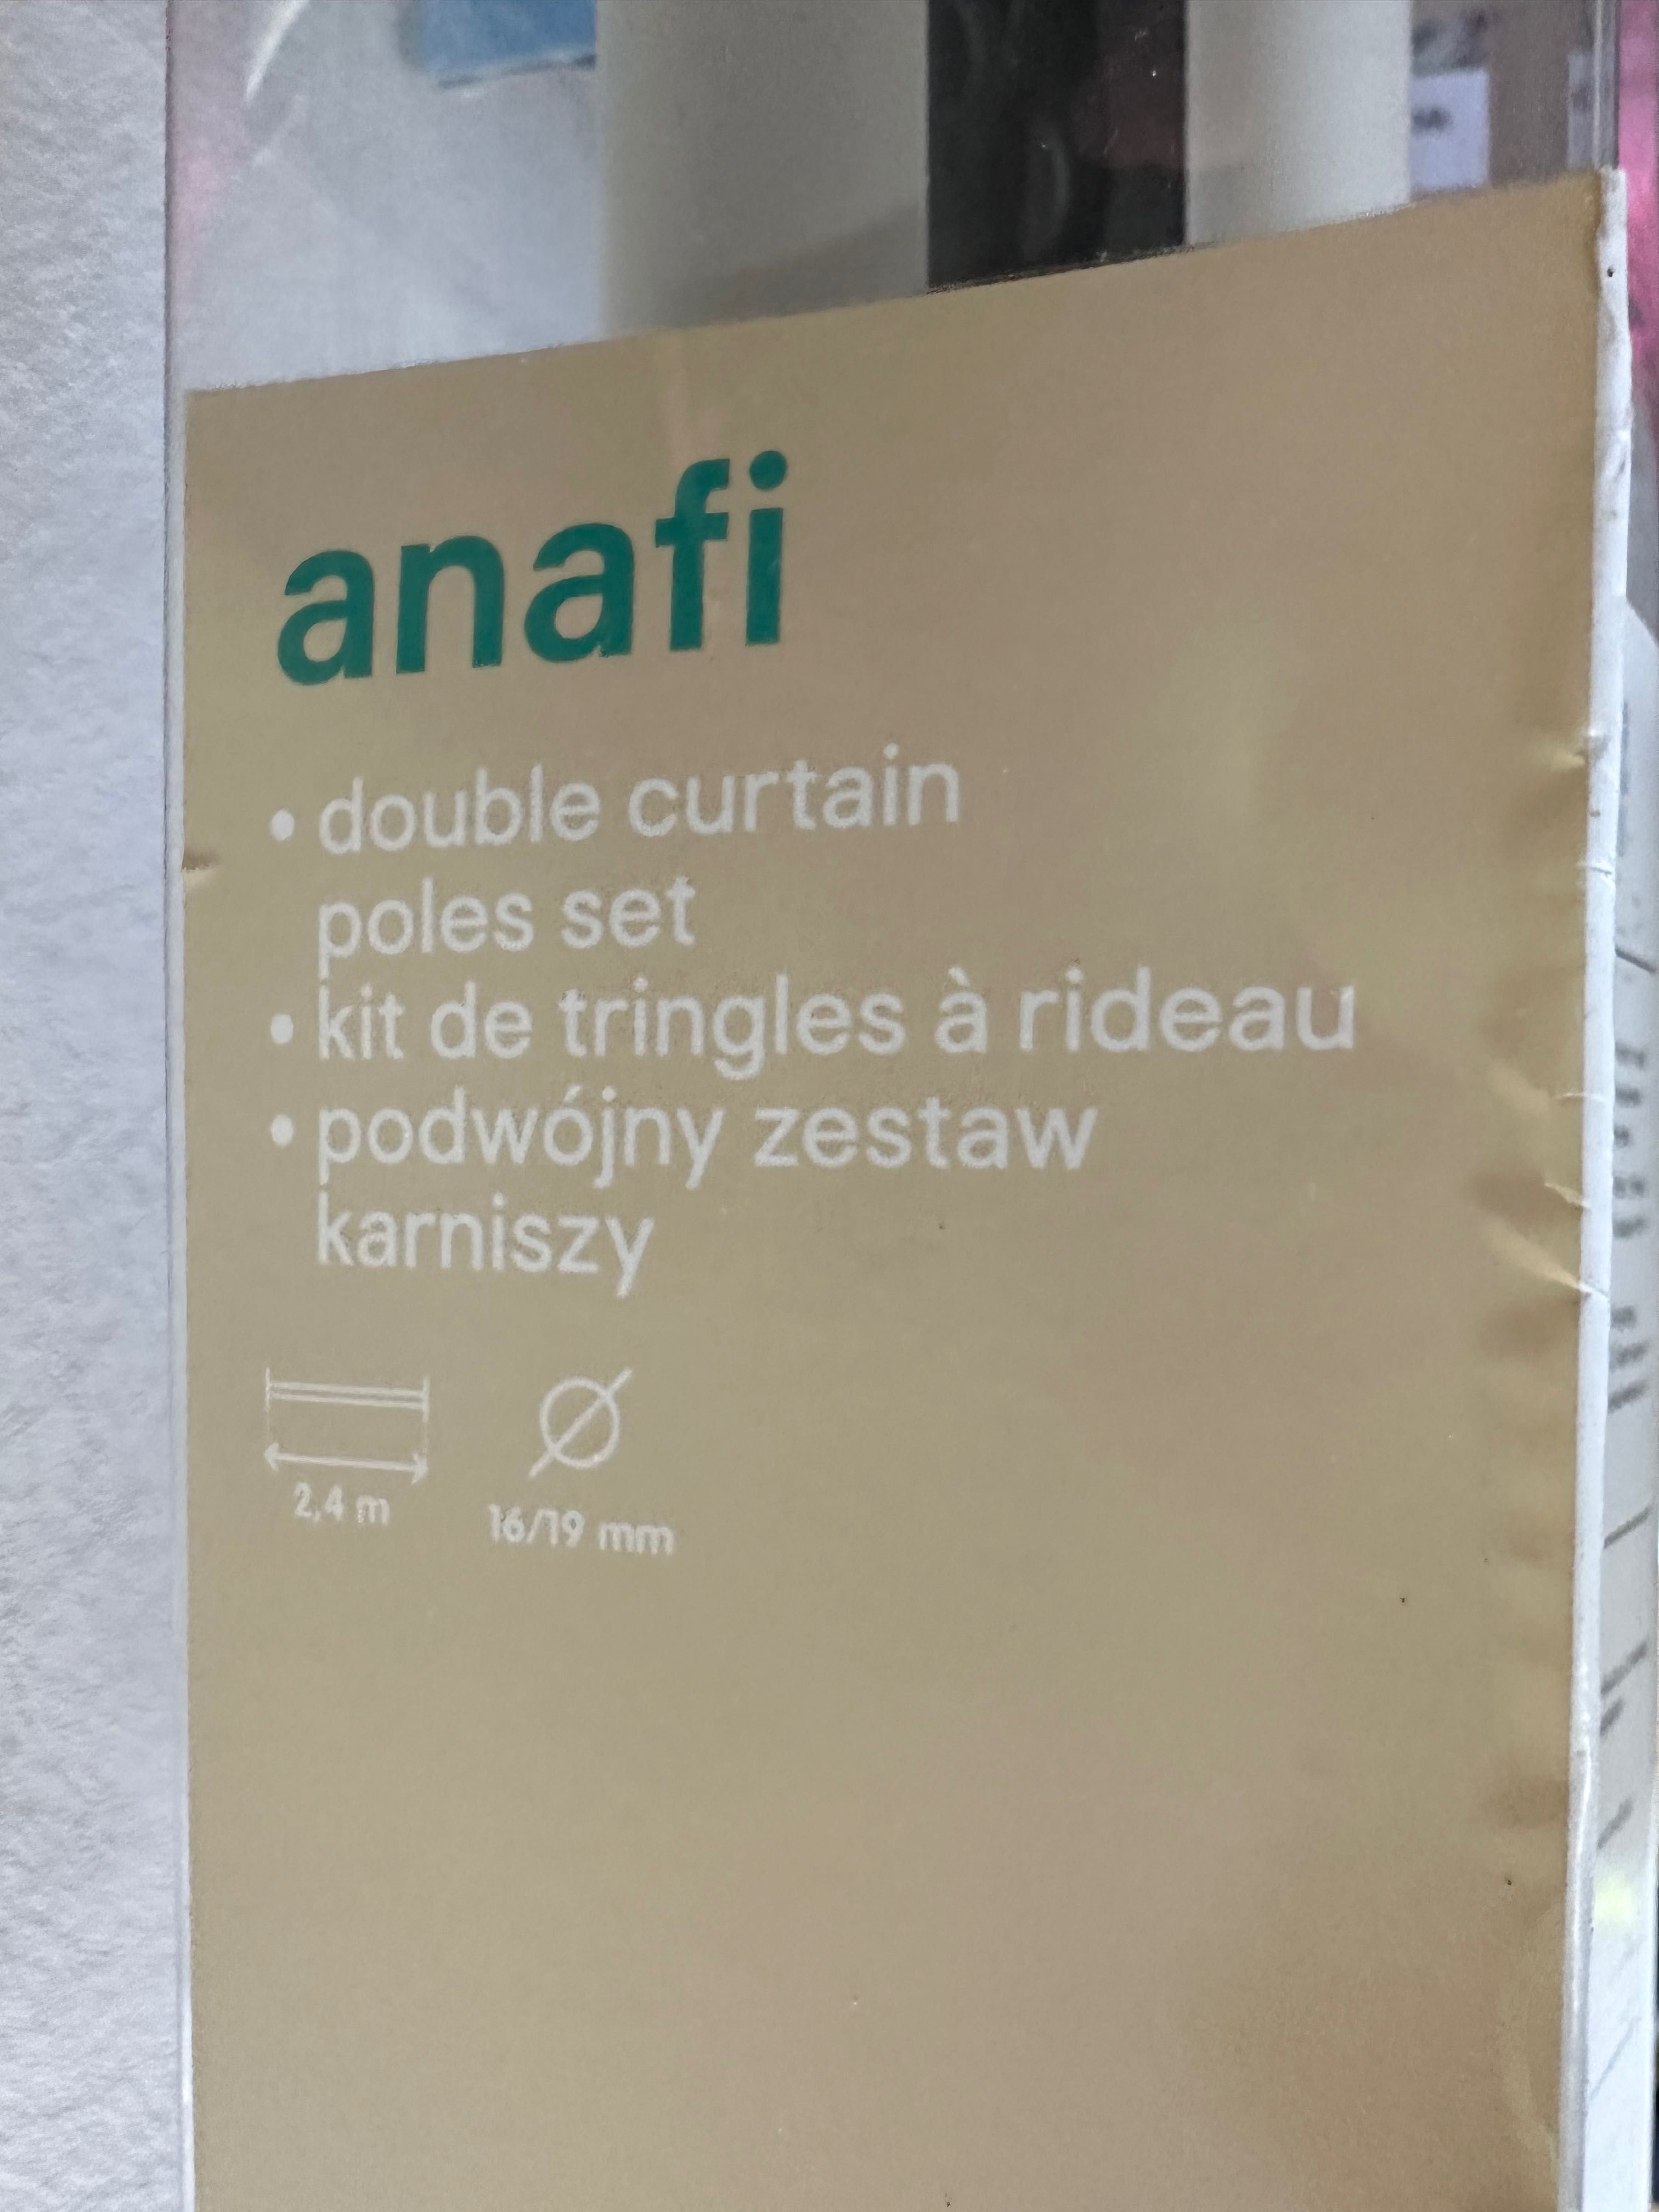 anafi
• double curtain
poles set
• kit de tringles à rideau
• podwójny zestaw
karniszy
2,4 m
16/19 mm